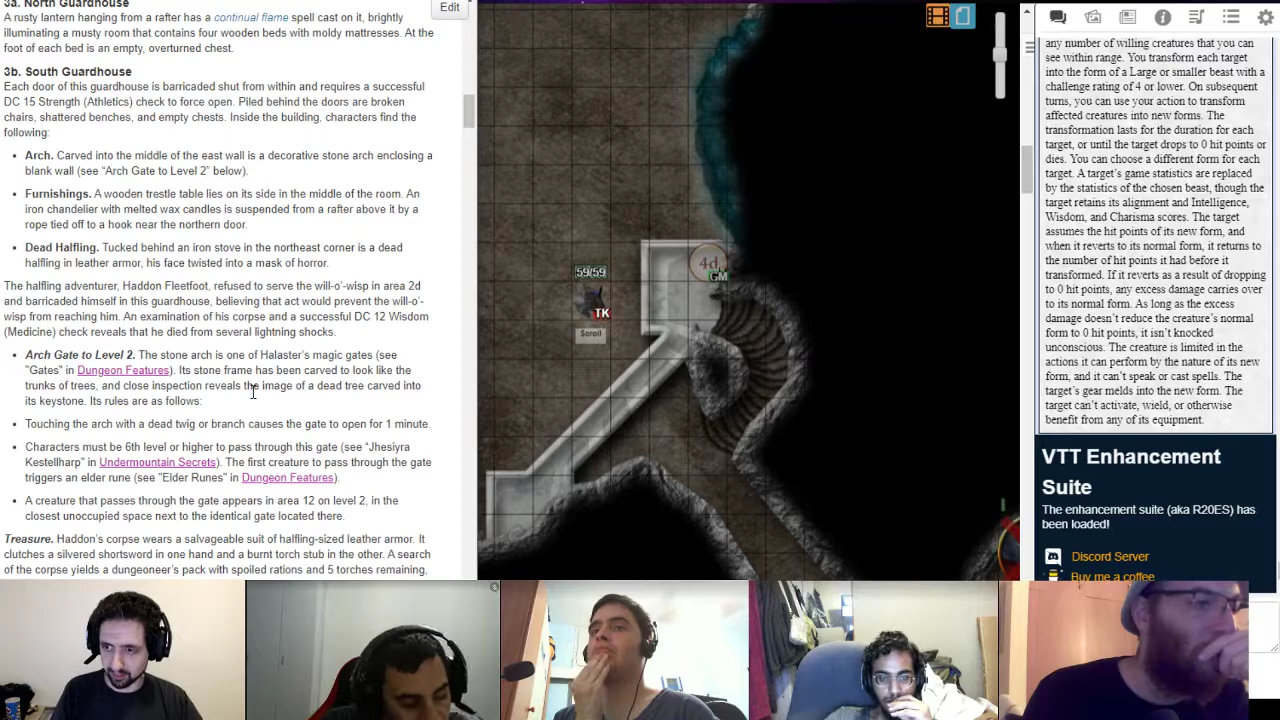 3a. North Guardhouse
A rusty lantern hanging from a rafter has a continual flame spell cast on it, brightly
illuminating a musty room that contains four wooden beds with moldy mattresses. At the
foot of each bed is an empty, overturned chest.
3b. South Guardhouse
Each door of this guardhouse is barricaded shut from within and requires a successful
DC 15 Strength (Athletics) check to force open. Piled behind the doors are broken
chairs, shattered benches, and empty chests. Inside the building, characters find the
following:
• Arch. Carved into the middle of the east wall is a decorative stone arch enclosing a
blank wall (see “Arch Gate to Level 2” below).
• Furnishings. A wooden trestle table lies on its side in the middle of the room. An
iron chandelier with melted wax candles is suspended from a rafter above it by a
rope tied off to a hook near the northern door.
• Dead Halfling. Tucked behind an iron stove in the northeast corner is a dead
halfling in leather armor, his face twisted into a mask of horror.
The halfling adventurer, Haddon Fleetfoot, refused to serve the will-o’-wisp in area 2d
and barricaded himself in this guardhouse, believing that act would prevent the will-o’-
wisp from reaching him. An examination of his corpse and a successful DC 12 Wisdom
(Medicine) check reveals that he died from several lightning shocks.
• Arch Gate to Level 2. The stone arch is one of Halaster’s magic gates (see
"Gates" in Dungeon Features). Its stone frame has been carved to look like the
trunks of trees, and close inspection reveals the image of a dead tree carved into
its keystone. Its rules are as follows:
• Touching the arch with a dead twig or branch causes the gate to open for 1 minute.
• Characters must be 6th level or higher to pass through this gate (see “Jhesiyra
Kestellharp” in Undermountain Secrets). The first creature to pass through the gate
triggers an elder rune (see "Elder Runes" in Dungeon Features).
• A creature that passes through the gate appears in area 12 on level 2, in the
closest unoccupied space next to the identical gate located there.
Treasure. Haddon’s corpse wears a salvageable suit of halfling-sized leather armor. It
clutches a silvered shortsword in one hand and a burnt torch stub in the other. A search
of the corpse yields a dungeoneer’s pack with spoiled rations and 5 torches remaining,
Edit
4d
GM
59/59
TK
Saroll
any number of willing creatures that you can
see within range. You transform each target
into the form of a Large or smaller beast with a
challenge rating of 4 or lower. On subsequent
turns, you can use your action to transform
affected creatures into new forms. The
transformation lasts for the duration for each
target, or until the target drops to 0 hit points or
dies. You can choose a different form for each
target. A target’s game statistics are replaced
by the statistics of the chosen beast, though the
target retains its alignment and Intelligence,
Wisdom, and Charisma scores. The target
assumes the hit points of its new form, and
when it reverts to its normal form, it returns to
the number of hit points it had before it
transformed. If it reverts as a result of dropping
to 0 hit points, any excess damage carries over
to its normal form. As long as the excess
damage doesn't reduce the creature's normal
form to 0 hit points, it isn't knocked
unconscious. The creature is limited in the
actions it can perform by the nature of its new
form, and it can't speak or cast spells. The
target's gear melds into the new form. The
target can't activate, wield, or otherwise
benefit from any of its equipment.
VTT Enhancement
Suite
The enhancement suite (aka R20ES) has
been loaded!
Discord Server
Buy me a coffee